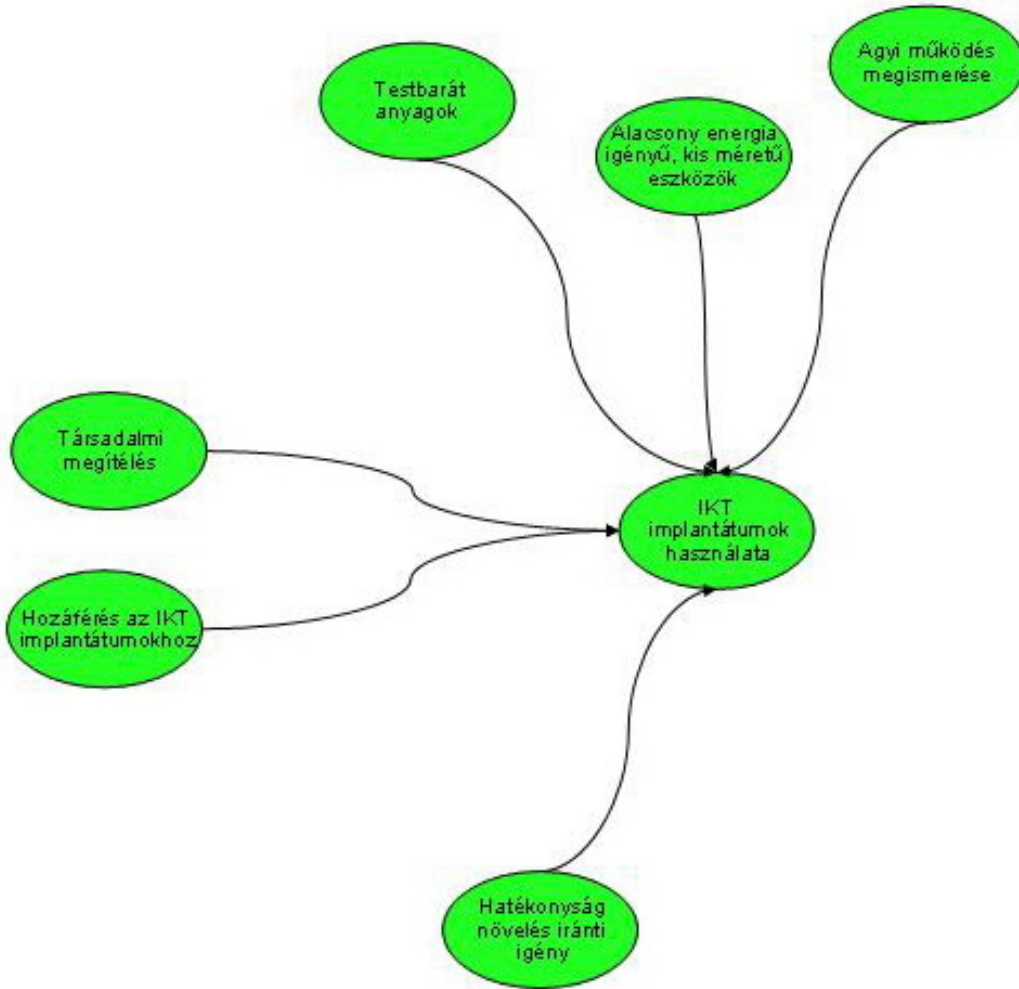 Agyi működés
megismerése
Testbarát
anyagok
Alacsony energia
igényű, kis méretű
eszközök
Társadalmi
megítélés
IKT
implantátumok
használata
Hozáférés az IKT
implantátumokhoz
Hatékonyság
növelés iránti
igény